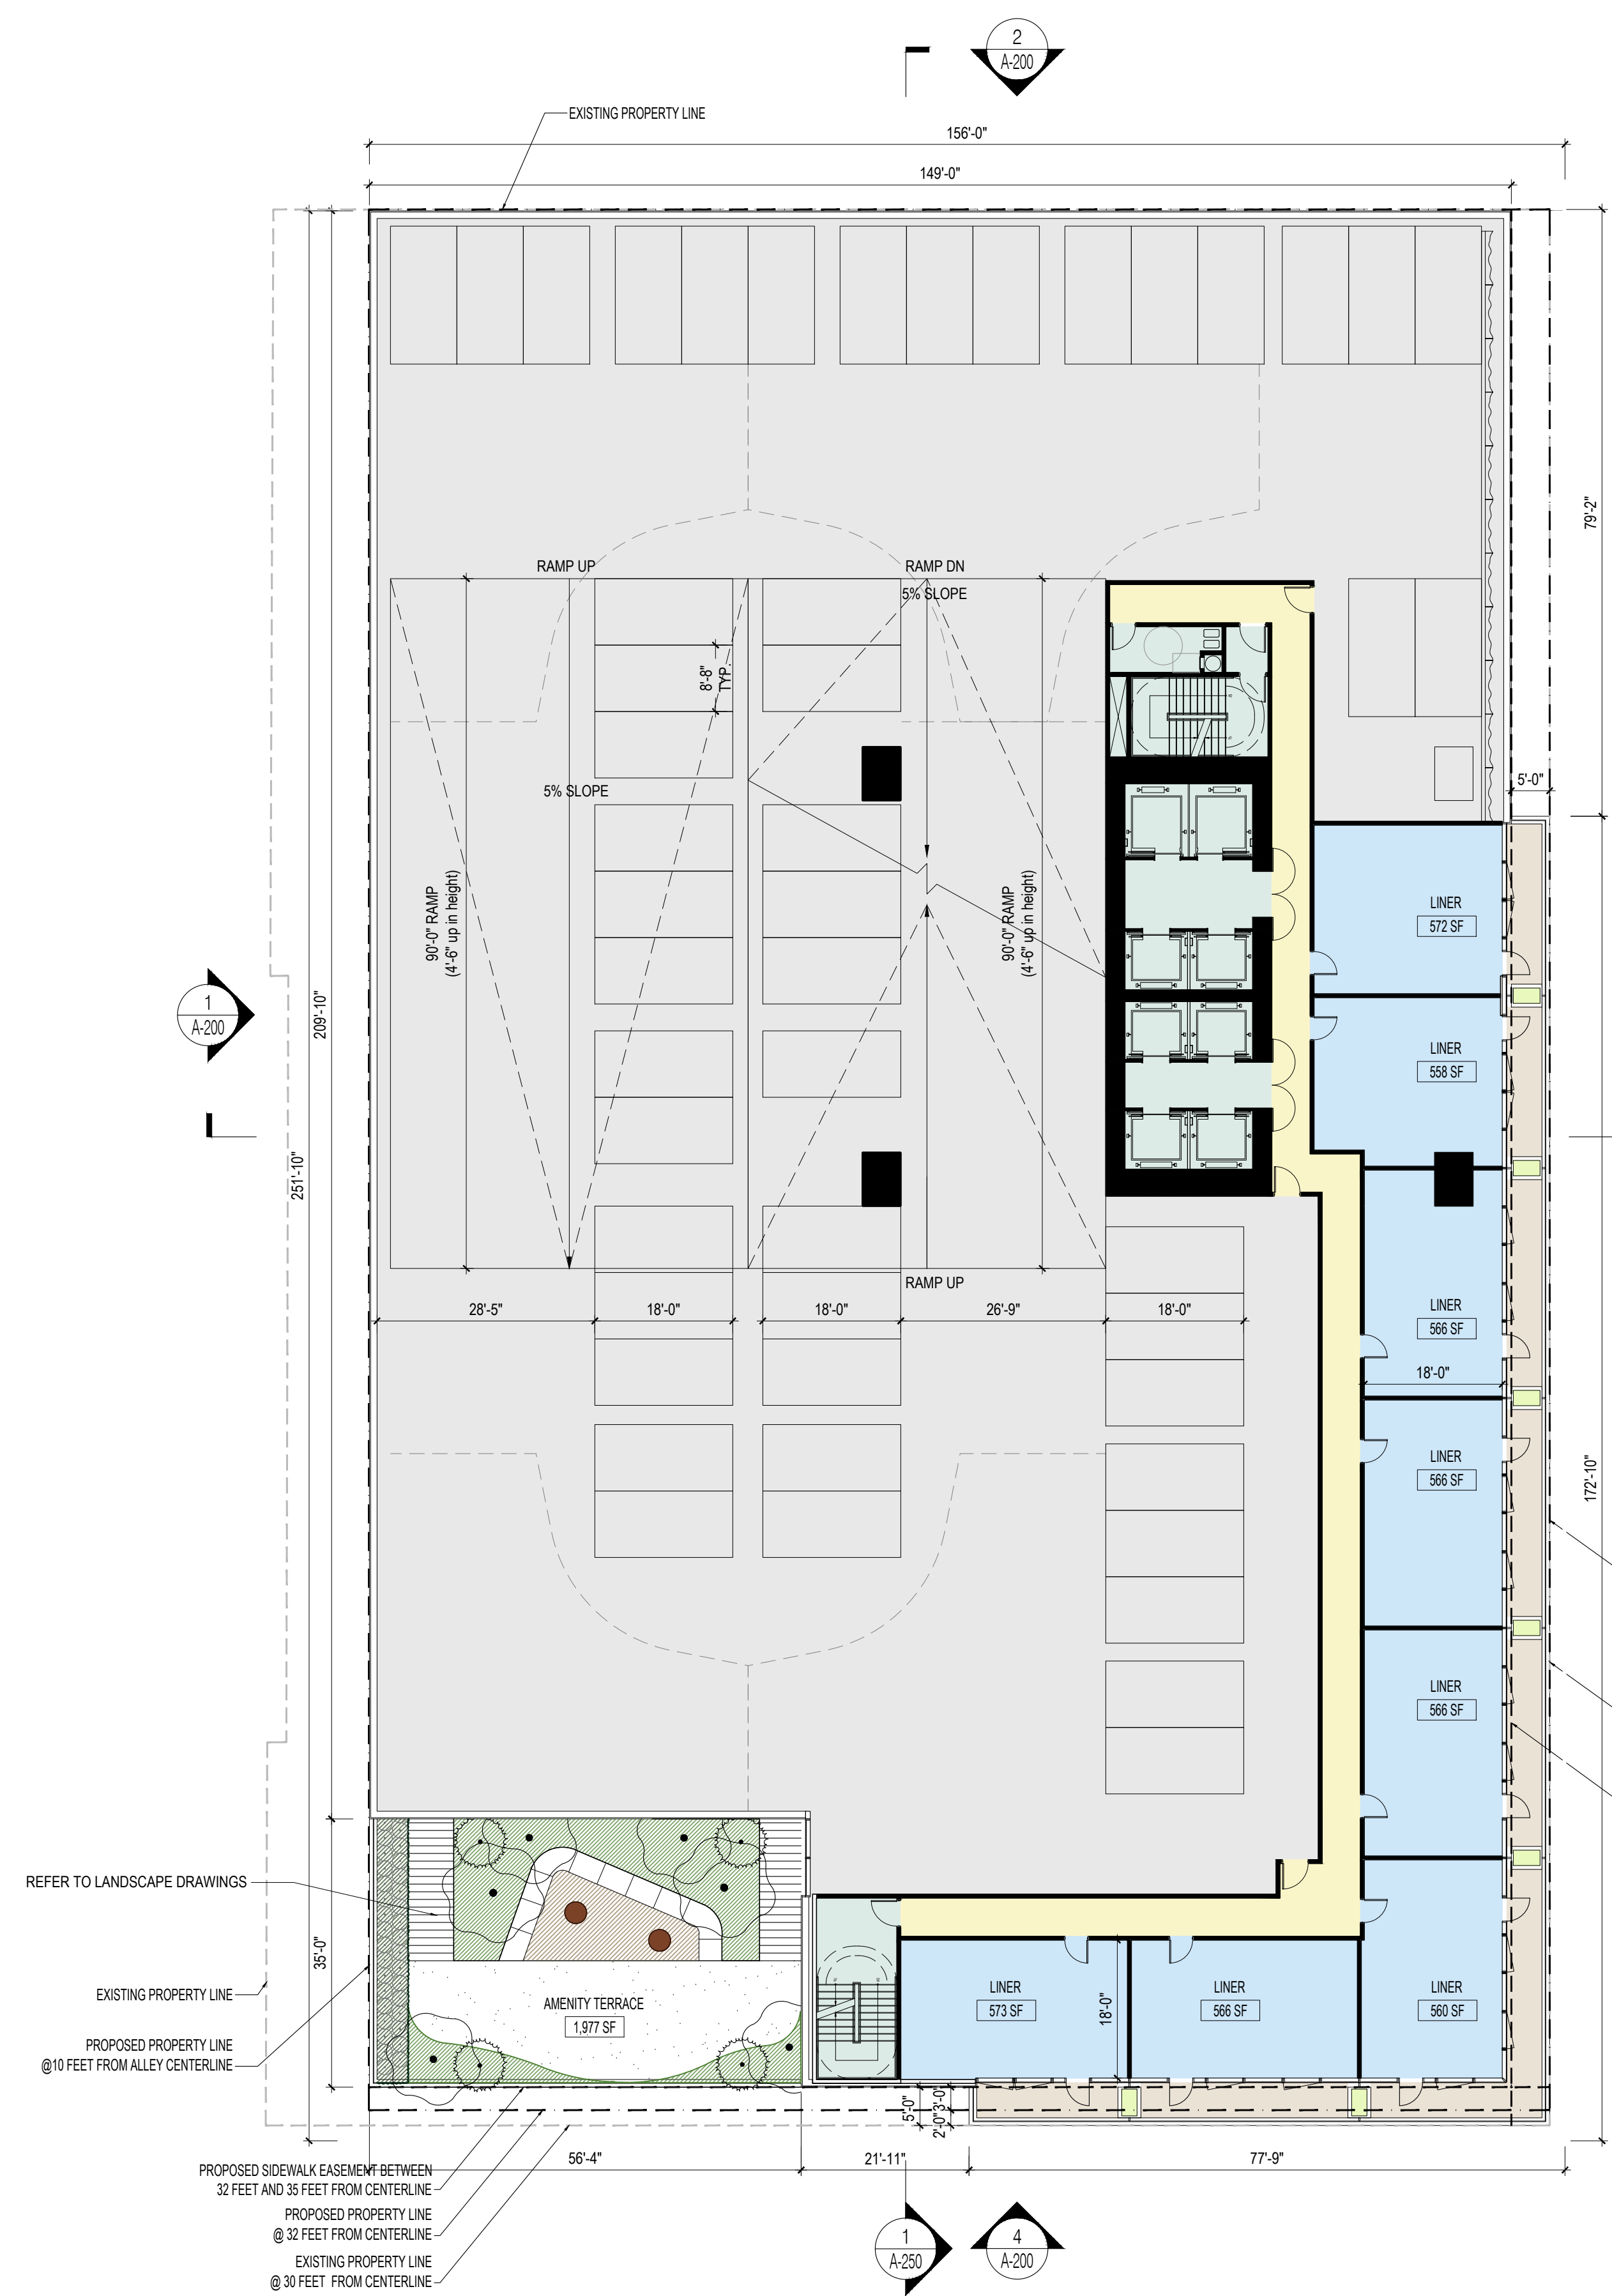 2
A-200
EXISTING PROPERTY LINE
156'-0"
149'-0"
79'-2"
RAMP UP
RAMP DN
5% SLOPE
8'-8"
TYP.
5% SLOPE
5'-0"
90'-0" RAMP
(4'-6" up in height)
90'-0" RAMP
(4'-6" up in height)
LINER
572 SF
1
A-200
209'-10"
LINER
558 SF
251'-10"
RAMP UP
28'-5"
18'-0"
18'-0"
26'-9"
18'-0"
LINER
566 SF
18'-0"
LINER
566 SF
172'-10"
LINER
566 SF
REFER TO LANDSCAPE DRAWINGS
35'-0"
EXISTING PROPERTY LINE
PROPOSED PROPERTY LINE
@10 FEET FROM ALLEY CENTERLINE
AMENITY TERRACE
1,977 SF
LINER
573 SF
18'-0"
LINER
566 SF
LINER
560 SF
5'-0"
3'-0"
2'-0"
56'-4"
21'-11"
77'-9"
PROPOSED SIDEWALK EASEMENT BETWEEN
32 FEET AND 35 FEET FROM CENTERLINE
PROPOSED PROPERTY LINE
@ 32 FEET FROM CENTERLINE
EXISTING PROPERTY LINE
@ 30 FEET FROM CENTERLINE
1
A-250
4
A-200